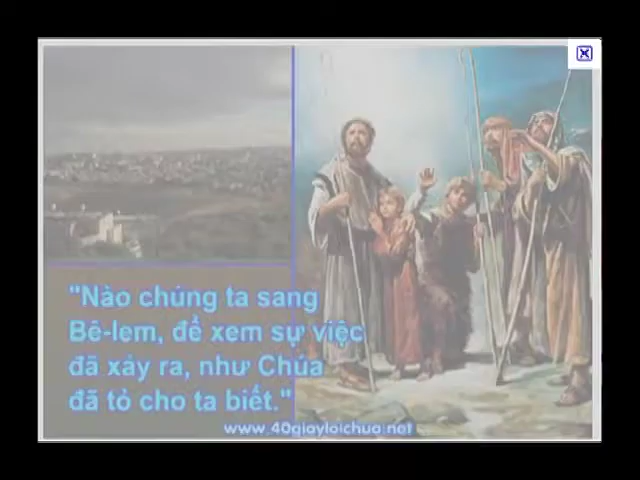 "Nào chúng ta sang
Bê-lem, để xem sự việc
đã xảy ra, như Chúa
đã tỏ cho ta biết."
www.40giayloichua.net